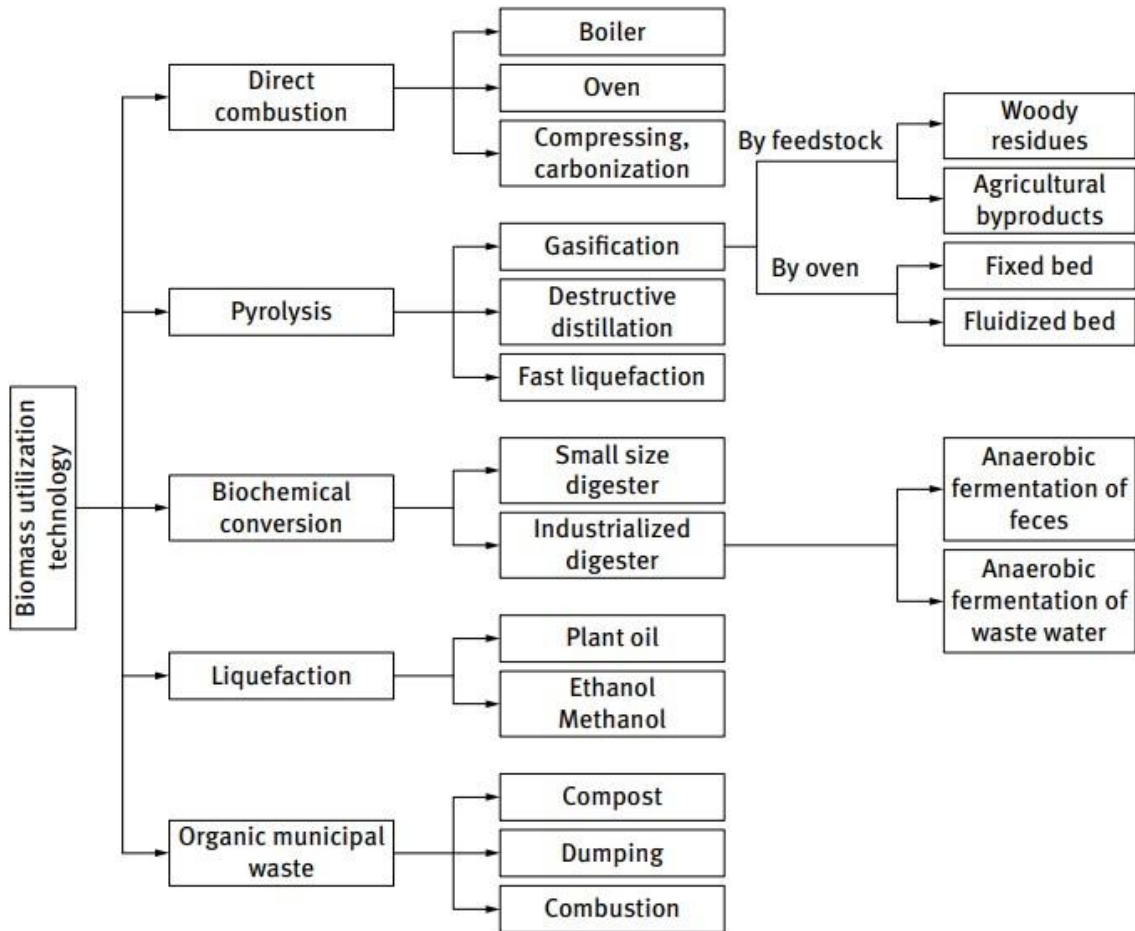 Biomass utilization
technology
Direct
combustion
Boiler
Oven
Compressing,
carbonization
Pyrolysis
Gasification
By feedstock
Woody
residues
Agricultural
byproducts
By oven
Fixed bed
Fluidized bed
Destructive
distillation
Fast liquefaction
Biochemical
conversion
Small size
digester
Industrialized
digester
Anaerobic
fermentation of
feces
Anaerobic
fermentation of
waste water
Liquefaction
Plant oil
Ethanol
Methanol
Organic municipal
waste
Compost
Dumping
Combustion